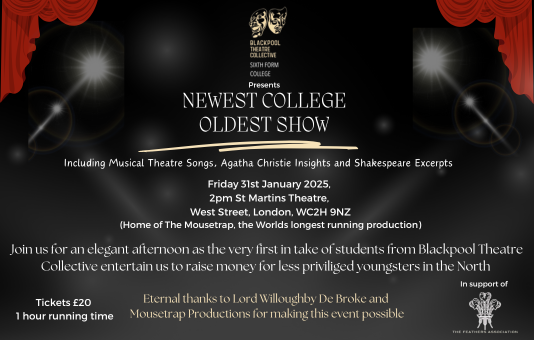 BLACKPOOL
THEATRE
COLLECTIVE
SIXTH FORM
COLLEGE
Presents
NEWEST COLLEGE
OLDEST SHOW
Including Musical Theatre Songs, Agatha Christie Insights and Shakespeare Excerpts
Friday 31st January 2025,
2pm St Martins Theatre,
West Street, London, WC2H 9NZ
(Home of The Mousetrap, the Worlds longest running production)
Join us for an elegant afternoon as the very first in take of students from Blackpool Theatre
Collective entertain us to raise money for less priviliged youngsters in the North
Tickets £20
1 hour running time
Eternal thanks to Lord Willoughby De Broke and
Mousetrap Productions for making this event possible
In support of
THE FEATHERS ASSOCIATION